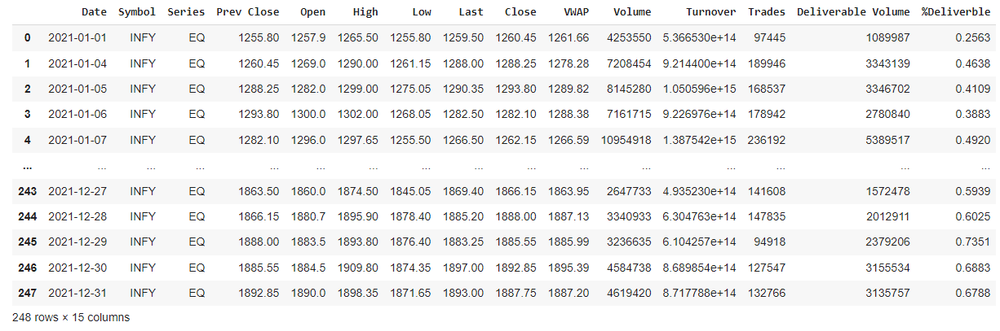 Date Symbol Series Prev Close Open High Low Last Close VWAP Volume Turnover Trades Deliverable Volume %Deliverble
0 2021-01-01 INFY EQ 1255.80 1257.9 1265.50 1255.80 1259.50 1260.45 1261.66 4253550 5.366530e+14 97445 1089987 0.2563
1 2021-01-04 INFY EQ 1260.45 1269.0 1290.00 1261.15 1288.00 1288.25 1278.28 7208454 9.214400e+14 189946 3343139 0.4638
2 2021-01-05 INFY EQ 1288.25 1282.0 1299.00 1275.05 1290.35 1293.80 1289.82 8145280 1.050596e+15 168537 3346702 0.4109
3 2021-01-06 INFY EQ 1293.80 1300.0 1302.00 1268.05 1282.50 1282.10 1288.38 7161715 9.226976e+14 178942 2780840 0.3883
4 2021-01-07 INFY EQ 1282.10 1296.0 1297.65 1255.50 1266.50 1262.15 1266.59 10954918 1.387542e+15 236192 5389517 0.4920
... ... ... ... ... ... ... ... ... ... ... ... ... ... ... ...
243 2021-12-27 INFY EQ 1863.50 1860.0 1874.50 1845.05 1869.40 1866.15 1863.95 2647733 4.935230e+14 141608 1572478 0.5939
244 2021-12-28 INFY EQ 1866.15 1880.7 1895.90 1878.40 1885.20 1888.00 1887.13 3340933 6.304763e+14 147835 2012911 0.6025
245 2021-12-29 INFY EQ 1888.00 1883.5 1893.80 1876.40 1883.25 1885.55 1885.99 3236635 6.104257e+14 94918 2379206 0.7351
246 2021-12-30 INFY EQ 1885.55 1884.5 1909.80 1874.35 1897.00 1892.85 1895.39 4584738 8.689854e+14 127547 3155534 0.6883
247 2021-12-31 INFY EQ 1892.85 1890.0 1898.35 1871.65 1893.00 1887.75 1887.20 4619420 8.717788e+14 132766 3135757 0.6788
248 rows × 15 columns